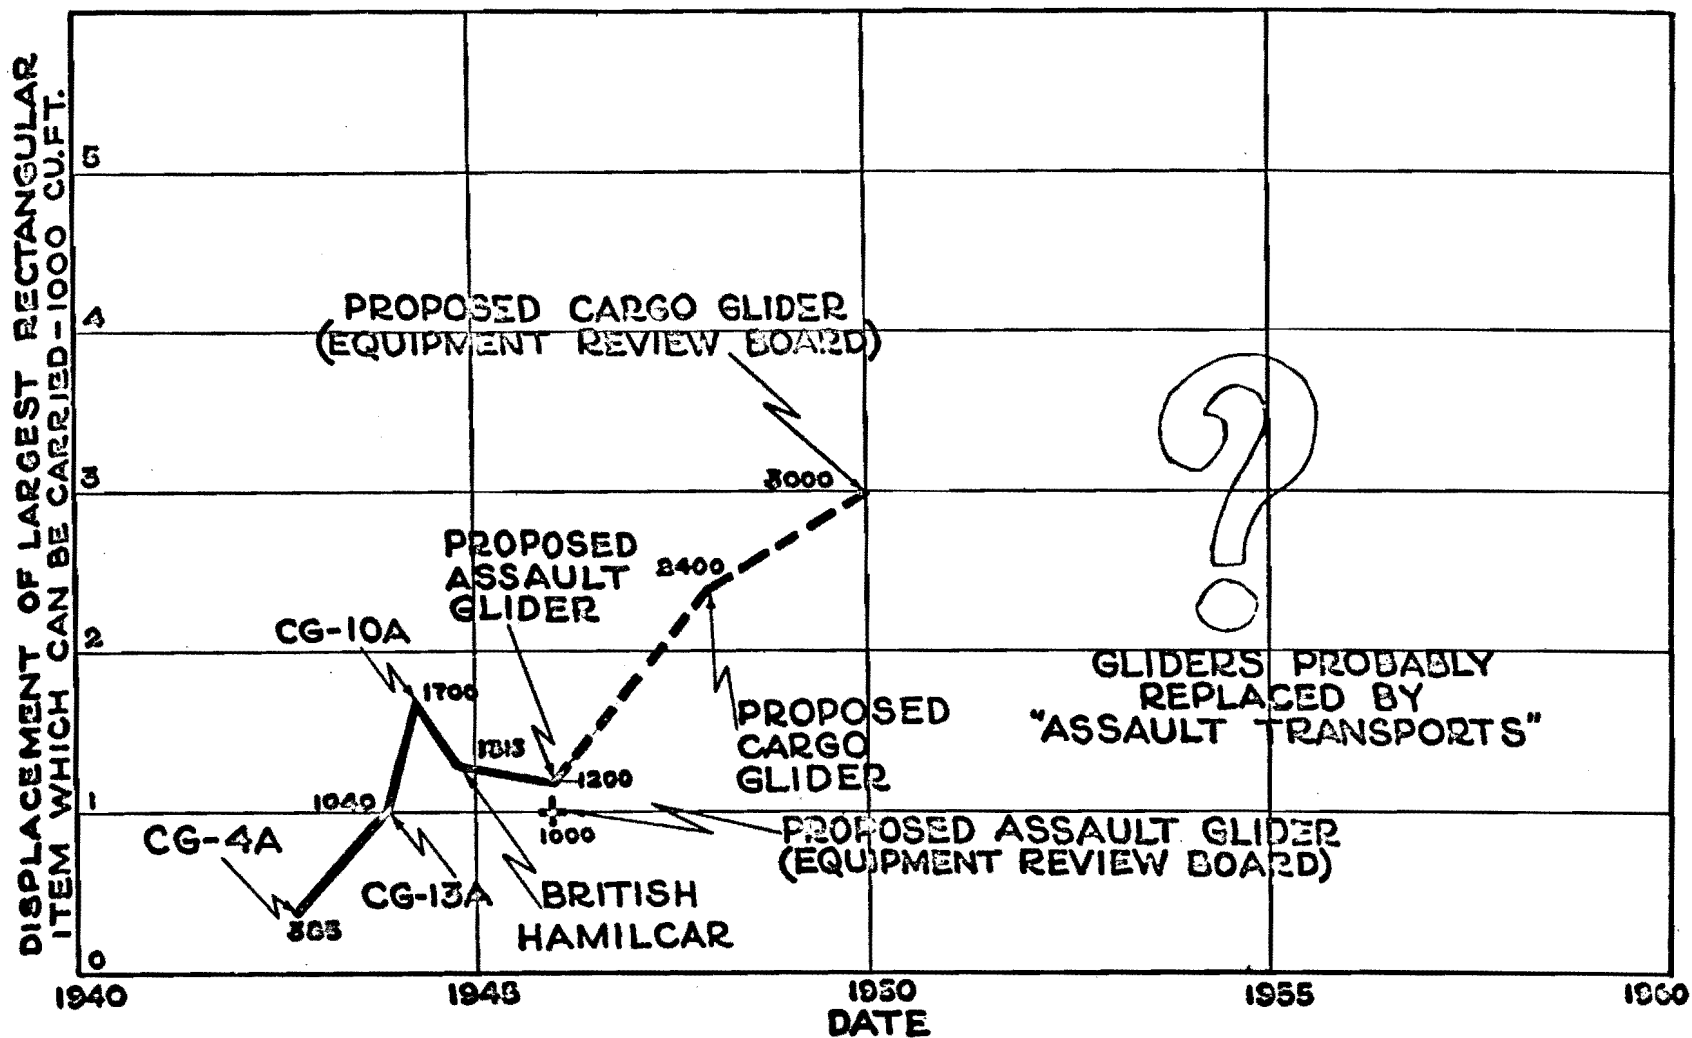 DISPLACEMENT OF LARGEST RECTANGULAR
ITEM WHICH CAN BE CARRIED-1000 CU.FT.
5
4
3
2
1
0
PROPOSED CARGO GLIDER
(EQUIPMENT REVIEW BOARD)
3000
PROPOSED
ASSAULT
GLIDER
2400
CG-10A
1700
1040
1200
1000
CG-4A
CG-13A
BRITISH
HAMILCAR
PROPOSED
CARGO
GLIDER
PROPOSED ASSAULT GLIDER
(EQUIPMENT REVIEW BOARD)
?
GLIDERS PROBABLY
REPLACED BY
"ASSAULT TRANSPORTS"
1940
1945
1950
1955
1960
DATE